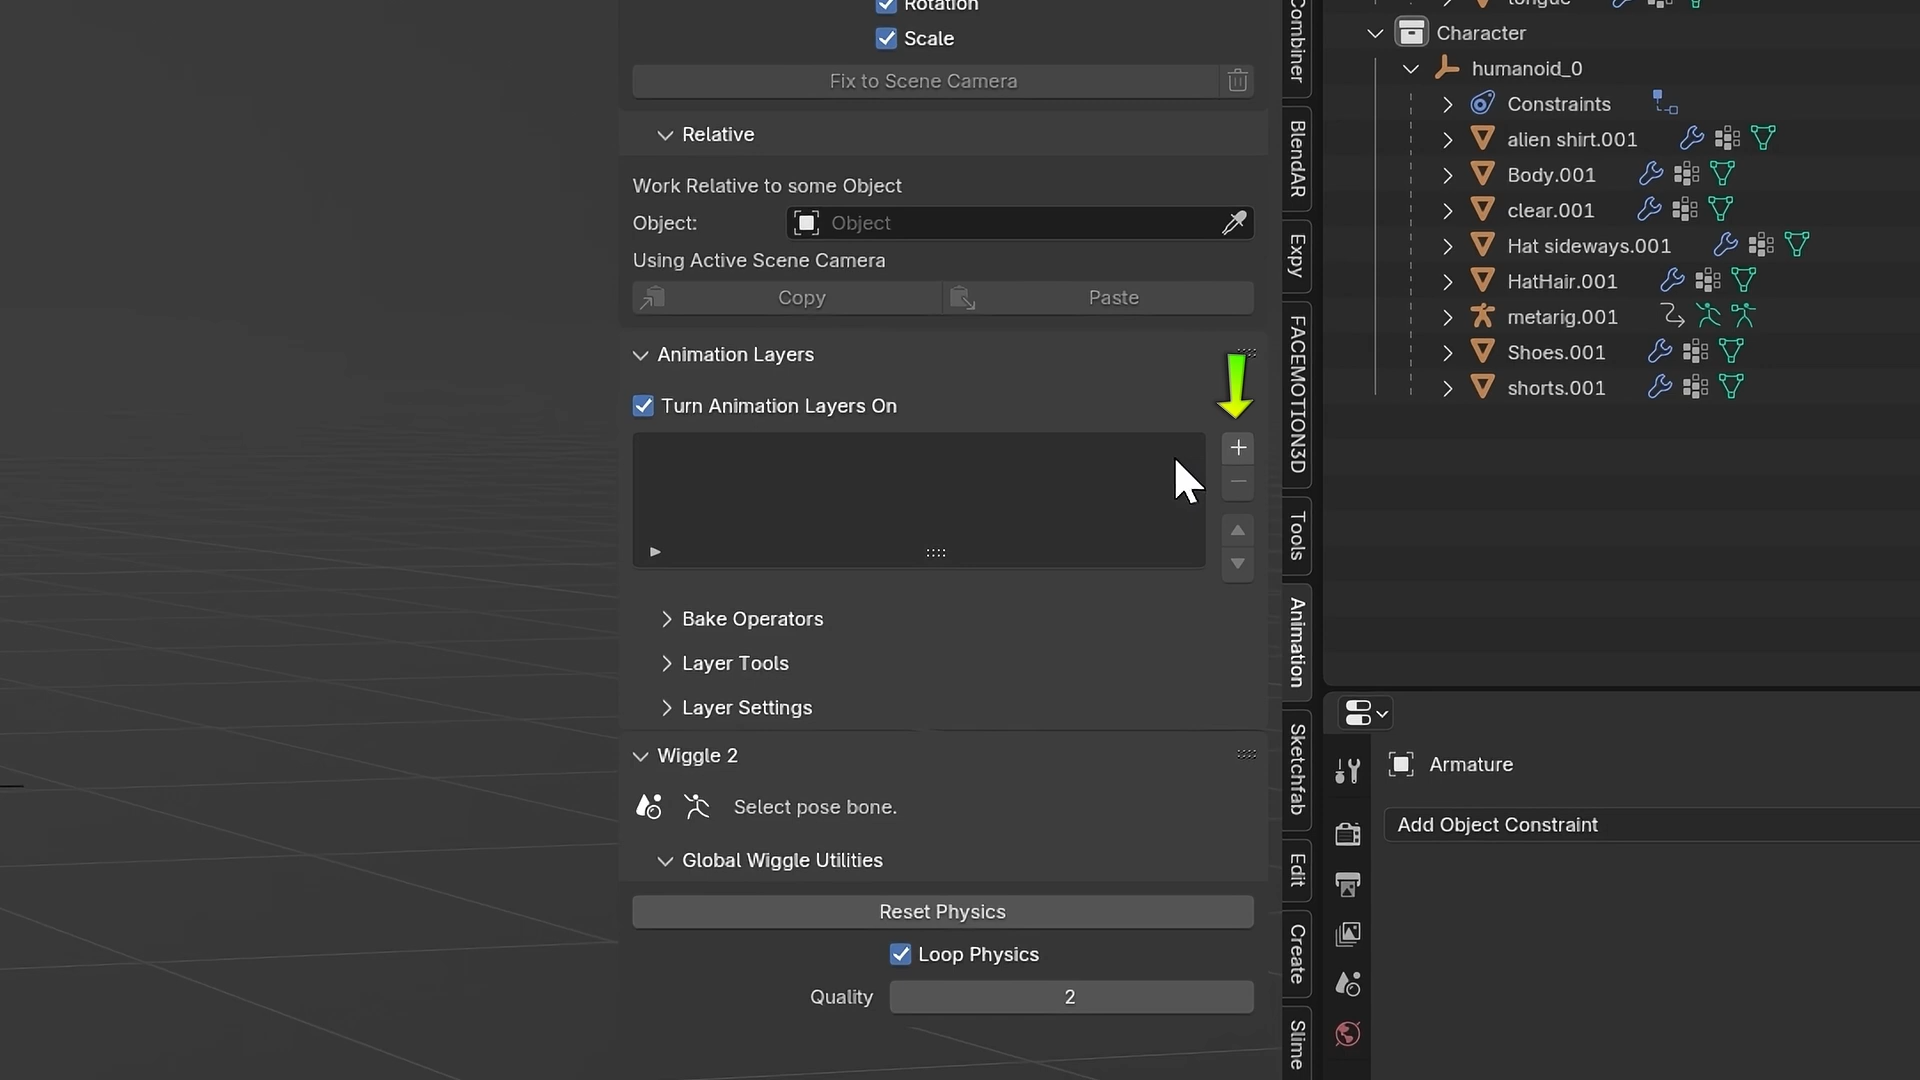 Rotation
Scale
Fix to Scene Camera
Relative
Work Relative to some Object
Object:
Object
Using Active Scene Camera
Copy
Paste
Animation Layers
Turn Animation Layers On
Bake Operators
Layer Tools
Layer Settings
Wiggle 2
Select pose bone.
Global Wiggle Utilities
Reset Physics
Loop Physics
Quality
2
Combiner
BlendAR
Expy
FACEMOTION3D
Tools
Animation
Sketchfab
Edit
Create
Slime
tongue
Character
humanoid_0
Constraints
alien shirt.001
Body.001
clear.001
Hat sideways.001
HatHair.001
metarig.001
Shoes.001
shorts.001
Armature
Add Object Constraint